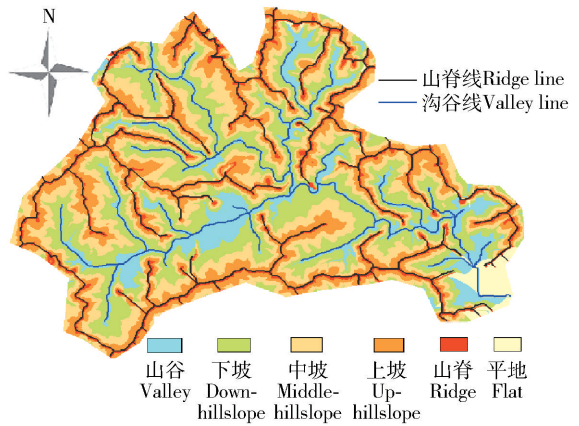 N
山脊线Ridge line
沟谷线Valley line
山谷 下坡 中坡 上坡 山脊 平地
Valley Down- Middle- Up- Ridge Flat
hillslope hillslope hillslope